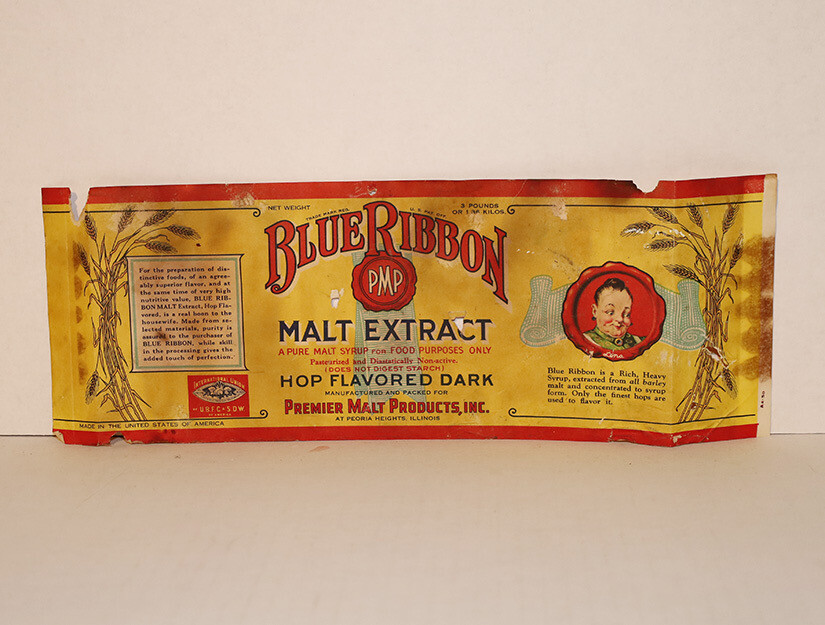 NET WEIGHT
3 POUNDS
OR 1.36 KILOS.
TRADE MARK REG.
U. S. PAT. OFF.
BLUE RIBBON
PMP
MALT EXTRACT
A PURE MALT SYRUP FOR FOOD PURPOSES ONLY
Pasteurized and Diastatically Non-active.
(DOES NOT DIGEST STARCH)
HOP FLAVORED DARK
MANUFACTURED AND PACKED FOR
PREMIER MALT PRODUCTS, INC.
AT PEORIA HEIGHTS, ILLINOIS
For the preparation of dis-
tinctive foods, of an agree-
ably superior flavor, and at
the same time of very high
nutritive value, BLUE RIB-
BON MALT Extract, Hop Fla-
vored, is a real boon to the
housewife. Made from se-
lected materials, purity is
assured to the purchaser of
BLUE RIBBON, while skill
in the processing gives the
added touch of perfection.
INTERNATIONAL UNION
OF U.B.F.C. & S.D.W.
OF AMERICA
MADE IN THE UNITED STATES OF AMERICA
Lena
Blue Ribbon is a Rich, Heavy
Syrup, extracted from all barley
malt and concentrated to syrup
form. Only the finest hops are
used to flavor it.